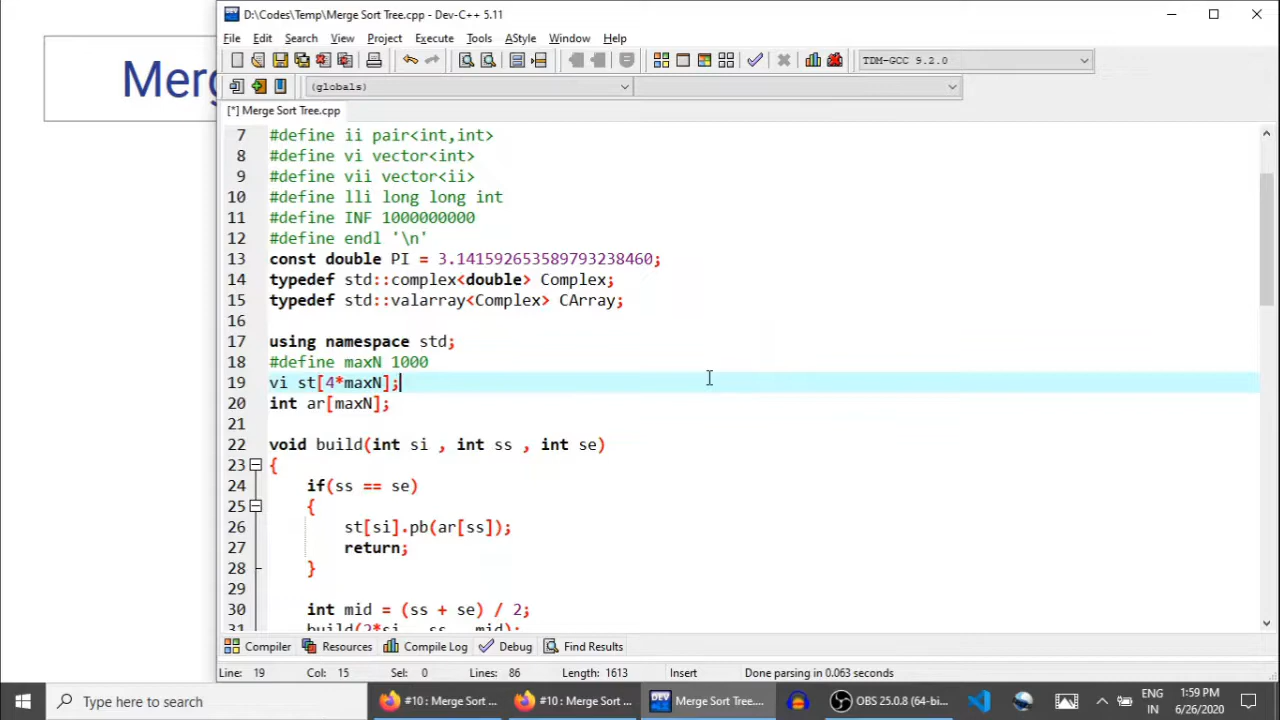 Merg
D:\Codes\Temp\Merge Sort Tree.cpp - Dev-C++ 5.11
File Edit Search View Project Execute Tools AStyle Window Help
TDM-GCC 9.2.0
(globals)
[*] Merge Sort Tree.cpp
7 #define ii pair<int,int>
8 #define vi vector<int>
9 #define vii vector<ii>
10 #define lli long long int
11 #define INF 1000000000
12 #define endl '\n'
13 const double PI = 3.141592653589793238460;
14 typedef std::complex<double> Complex;
15 typedef std::valarray<Complex> CArray;
16
17 using namespace std;
18 #define maxN 1000
19 vi st[4*maxN];
20 int ar[maxN];
21
22 void build(int si , int ss , int se)
23 {
24 if(ss == se)
25 {
26 st[si].pb(ar[ss]);
27 return;
28 }
29
30 int mid = (ss + se) / 2;
31 build(2*si , ss , mid);
Compiler Resources Compile Log Debug Find Results
Line: 19 Col: 15 Sel: 0 Lines: 86 Length: 1613 Insert Done parsing in 0.063 seconds
Type here to search #10 : Merge Sort ... #10 : Merge Sort ... DEV Merge Sort Tree.... OBS 25.0.8 (64-bi... ENG IN 1:59 PM 6/26/2020